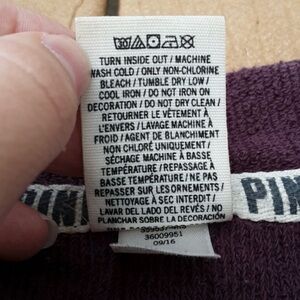 TURN INSIDE OUT / MACHINE
WASH COLD / ONLY NON-CHLORINE
BLEACH / TUMBLE DRY LOW /
COOL IRON / DO NOT IRON ON
DECORATION / DO NOT DRY CLEAN /
RETOURNER LE VÊTEMENT À
L'ENVERS / LAVAGE MACHINE À
FROID / AGENT DE BLANCHIMENT
NON CHLORÉ UNIQUEMENT /
SÉCHAGE MACHINE À BASSE
TEMPÉRATURE / REPASSAGE À
BASSE TEMPÉRATURE / NE PAS
REPASSER SUR LES ORNEMENTS /
NETTOYAGE À SEC INTERDIT /
LAVAR DEL LADO DEL REVÉS / NO
PLANCHAR SOBRE LA DECORACIÓN
PIN
PIN
36009951
09/16